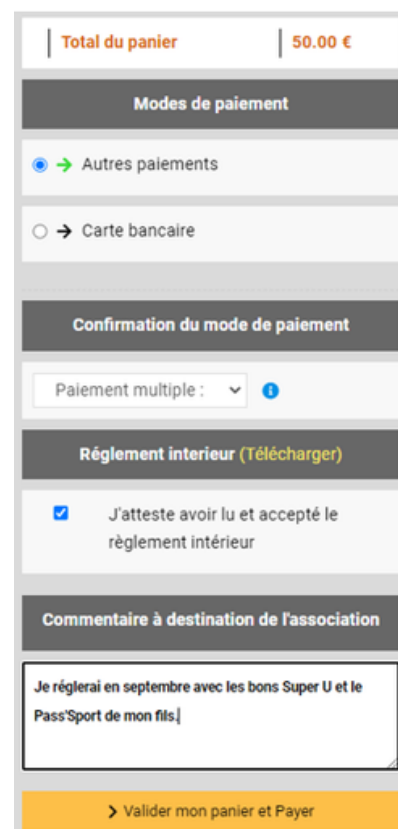 Total du panier 50.00 €
Modes de paiement
Autres paiements
Carte bancaire
Confirmation du mode de paiement
Paiement multiple :
Réglement interieur (Télécharger)
J'atteste avoir lu et accepté le
règlement intérieur
Commentaire à destination de l'association
Je réglerai en septembre avec les bons Super U et le
Pass'Sport de mon fils.
Valider mon panier et Payer